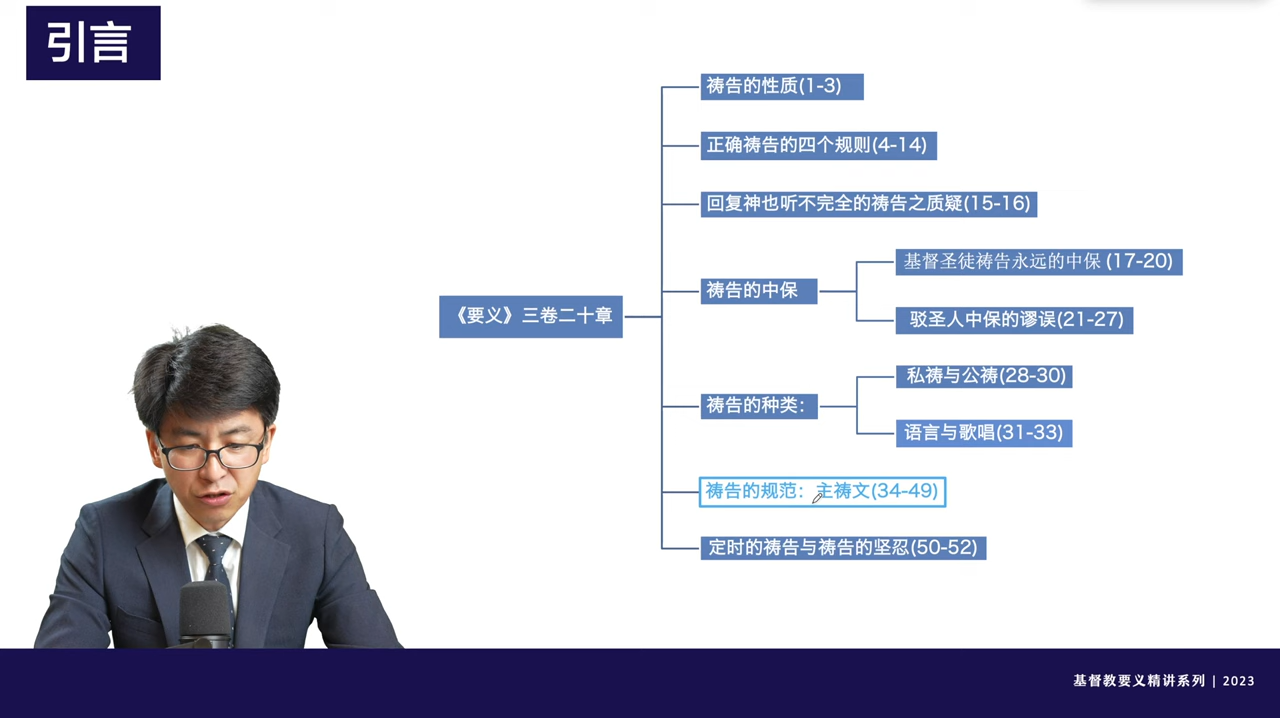 引言
祷告的性质(1-3)
正确祷告的四个规则(4-14)
回复神也听不完全的祷告之质疑(15-16)
祷告的中保
基督圣徒祷告永远的中保 (17-20)
驳圣人中保的谬误(21-27)
《要义》三卷二十章
祷告的种类：
私祷与公祷(28-30)
语言与歌唱(31-33)
祷告的规范：主祷文(34-49)
定时的祷告与祷告的坚忍(50-52)
基督教要义精讲系列 | 2023